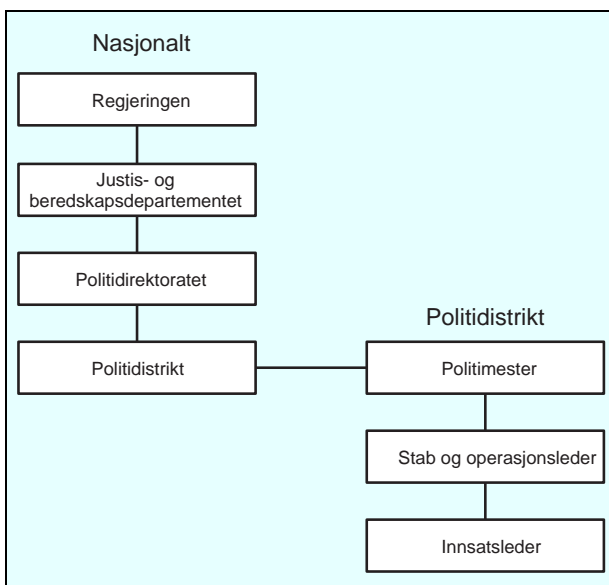 Nasjonalt
Regjeringen
Justis- og
beredskapsdepartementet
Politidirektoratet
Politidistrikt
Politidistrikt
Politimester
Stab og operasjonsleder
Innsatsleder